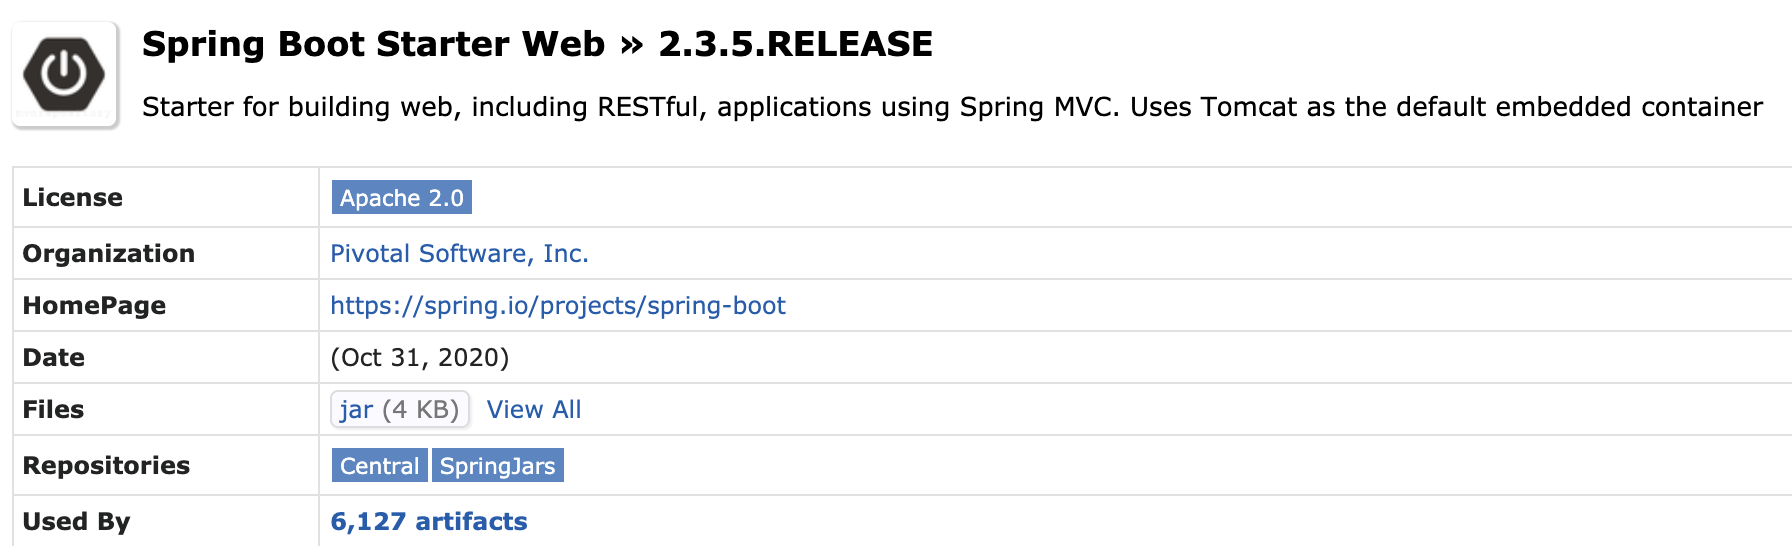 Spring Boot Starter Web » 2.3.5.RELEASE
Starter for building web, including RESTful, applications using Spring MVC. Uses Tomcat as the default embedded container
License Apache 2.0
Organization Pivotal Software, Inc.
HomePage https://spring.io/projects/spring-boot
Date (Oct 31, 2020)
Files jar (4 KB) View All
Repositories Central SpringJars
Used By 6,127 artifacts